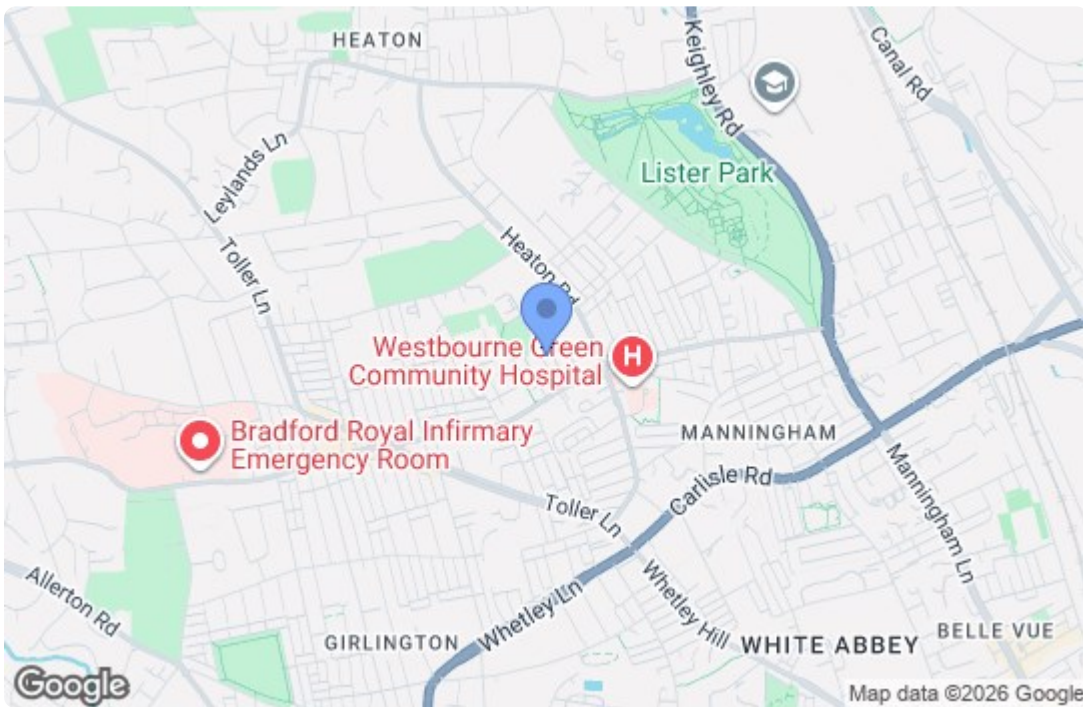 HEATON
Keighley Rd
Canal Rd
Leylands Ln
Lister Park
Toller Ln
Heaton Rd
Westbourne Green
Community Hospital
H
Bradford Royal Infirmary
Emergency Room
MANNINGHAM
Carlisle Rd
Toller Ln
Manningham Ln
Allerton Rd
Whetley Hill
Whetley Ln
GIRLINGTON
WHITE ABBEY
BELLE VUE
Google
Map data ©2026 Google